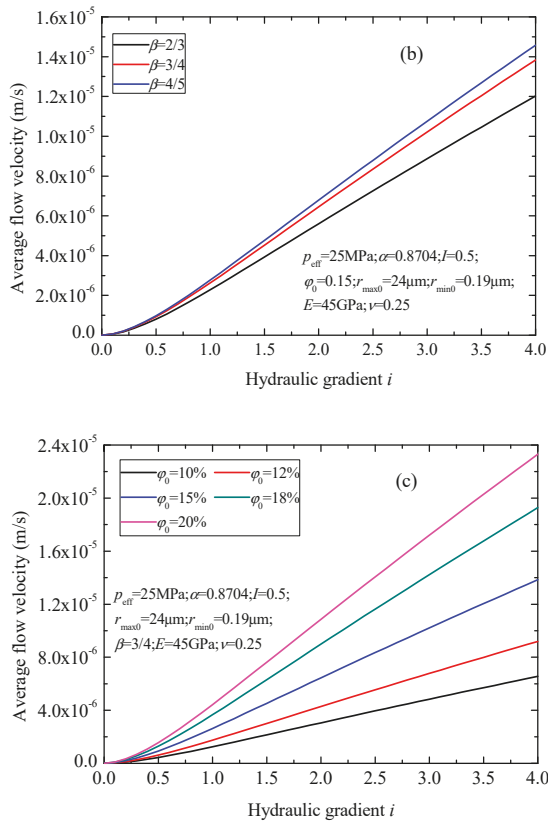 (b)
β=2/3
β=3/4
β=4/5
Average flow velocity (m/s)
1.6x10⁻⁵
1.4x10⁻⁵
1.2x10⁻⁵
1.0x10⁻⁵
8.0x10⁻⁶
6.0x10⁻⁶
4.0x10⁻⁶
2.0x10⁻⁶
0.0
p_eff=25MPa;α=0.8704;I=0.5;
φ₀=0.15;r_max0=24μm;r_min0=0.19μm;
E=45GPa;ν=0.25
0.0 0.5 1.0 1.5 2.0 2.5 3.0 3.5 4.0
Hydraulic gradient i
(c)
φ₀=10% φ₀=12%
φ₀=15% φ₀=18%
φ₀=20%
Average flow velocity (m/s)
2.4x10⁻⁵
2.0x10⁻⁵
1.6x10⁻⁵
1.2x10⁻⁵
8.0x10⁻⁶
4.0x10⁻⁶
0.0
p_eff=25MPa;α=0.8704;I=0.5;
r_max0=24μm;r_min0=0.19μm;
β=3/4;E=45GPa;ν=0.25
0.0 0.5 1.0 1.5 2.0 2.5 3.0 3.5 4.0
Hydraulic gradient i